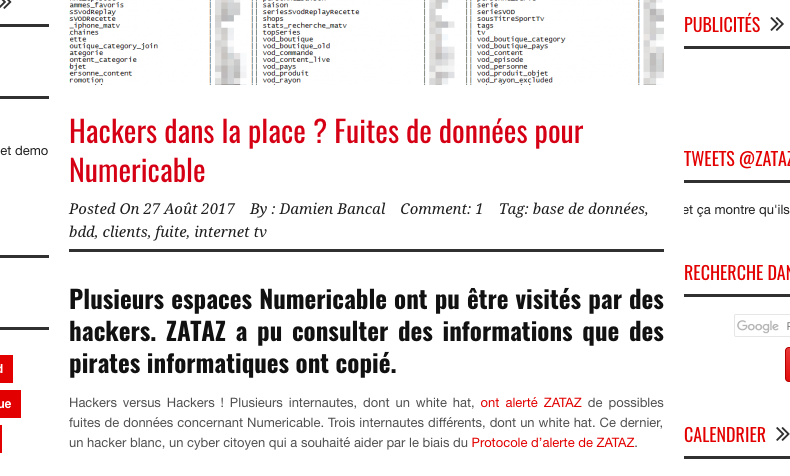 ammes_favoris
sSvodReplay
sVODRecette
_iphone_matv
chaines
ette
outique_category_join
ategorie
ontent_categorie
bjet
ersonne_content
romotion
saison
seriesSvodReplayRecette
shops
stats_recherche_matv
topSeries
vod_boutique
vod_boutique_old
vod_commande
vod_content_live
vod_pays
vod_produit
vod_rayon
serie
seriesVOD
sousTitreSportTv
tags
tv
vod_boutique_category
vod_boutique_pays
vod_content
vod_episode
vod_personne
vod_produit_objet
vod_rayon_excluded
et demo
Hackers dans la place ? Fuites de données pour
Numericable
Posted On 27 Août 2017 By : Damien Bancal Comment: 1 Tag: base de données,
bdd, clients, fuite, internet tv
Plusieurs espaces Numericable ont pu être visités par des
hackers. ZATAZ a pu consulter des informations que des
pirates informatiques ont copié.
Hackers versus Hackers ! Plusieurs internautes, dont un white hat, ont alerté ZATAZ de possibles
fuites de données concernant Numericable. Trois internautes différents, dont un white hat. Ce dernier,
un hacker blanc, un cyber citoyen qui a souhaité aider par le biais du Protocole d'alerte de ZATAZ.
PUBLICITÉS
TWEETS @ZATAZ
et ça montre qu'ils
RECHERCHE DAN
Google
CALENDRIER
ue